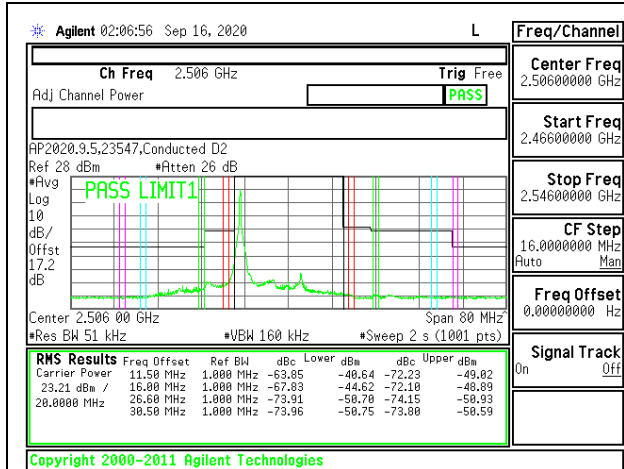 Agilent 02:06:56 Sep 16, 2020 L
Freq/Channel
Ch Freq 2.506 GHz Trig Free
Adj Channel Power PASS
AP2020.9.5,23547,Conducted D2
Ref 28 dBm #Atten 26 dB
#Avg
Log
10
dB/
Offst
17.2
dB
PASS LIMIT1
Center 2.506 00 GHz Span 80 MHz
#Res BW 51 kHz #VBW 160 kHz #Sweep 2 s (1001 pts)
RMS Results Freq Offset Ref BW dBc Lower dBm dBc Upper dBm
Carrier Power 11.50 MHz 1.000 MHz -63.85 -40.64 -72.23 -49.02
23.21 dBm / 16.00 MHz 1.000 MHz -67.83 -44.62 -72.10 -48.89
20.0000 MHz 26.60 MHz 1.000 MHz -73.91 -50.70 -74.15 -50.93
30.50 MHz 1.000 MHz -73.96 -50.75 -73.80 -50.59
Center Freq
2.50600000 GHz
Start Freq
2.46600000 GHz
Stop Freq
2.54600000 GHz
CF Step
16.0000000 MHz
Auto Man
Freq Offset
0.00000000 Hz
Signal Track
On Off
Copyright 2000-2011 Agilent Technologies